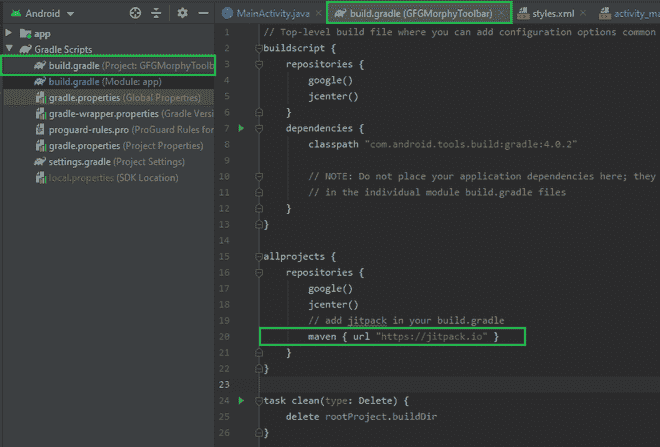 Android
app
Gradle Scripts
build.gradle (Project: GFGMorphyToolb
build.gradle (Module: app)
gradle.properties (Global Properties)
gradle-wrapper.properties (Gradle Versi
proguard-rules.pro (ProGuard Rules for
gradle.properties (Project Properties)
settings.gradle (Project Settings)
local.properties (SDK Location)
MainActivity.java
build.gradle (GFGMorphyToolbar)
styles.xml
activity_ma
1 // Top-level build file where you can add configuration options common
2 buildscript {
3 repositories {
4 google()
5 jcenter()
6 }
7 dependencies {
8 classpath "com.android.tools.build:gradle:4.0.2"
9
10 // NOTE: Do not place your application dependencies here; they
11 // in the individual module build.gradle files
12 }
13 }
14
15 allprojects {
16 repositories {
17 google()
18 jcenter()
19 // add jitpack in your build.gradle
20 maven { url "https://jitpack.io" }
21 }
22 }
23
24 task clean(type: Delete) {
25 delete rootProject.buildDir
26 }